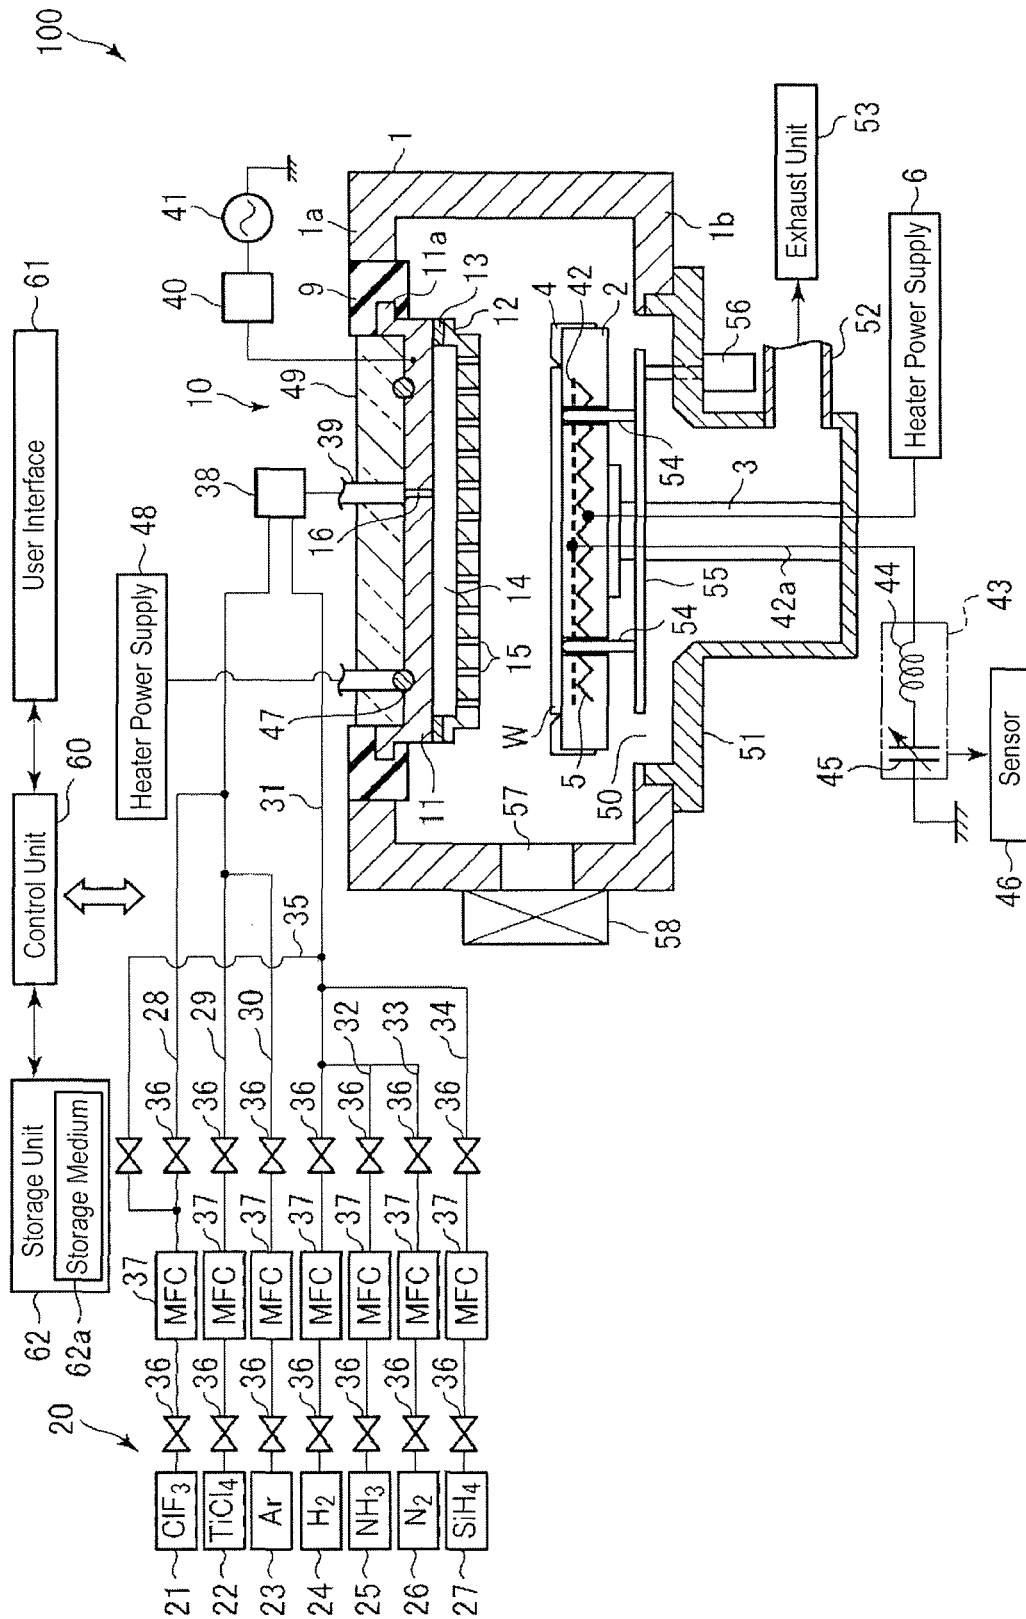 100
User Interface
61
Control Unit
60
Storage Unit
Storage Medium
62
62a
Heater Power Supply
48
20
21
ClF3
36
MFC
37
36
28
22
TiCl4
36
MFC
37
36
29
23
Ar
36
MFC
37
36
30
24
H2
36
MFC
37
36
31
25
NH3
36
MFC
37
36
32
26
N2
36
MFC
37
36
33
27
SiH4
36
MFC
37
36
34
35
38
39
10
40
41
49
9
1a
1
11a
13
12
16
47
11
14
15
W
4
42
2
5
50
57
58
54
54
55
3
42a
51
1b
56
52
Exhaust Unit
53
Heater Power Supply
6
44
43
45
Sensor
46